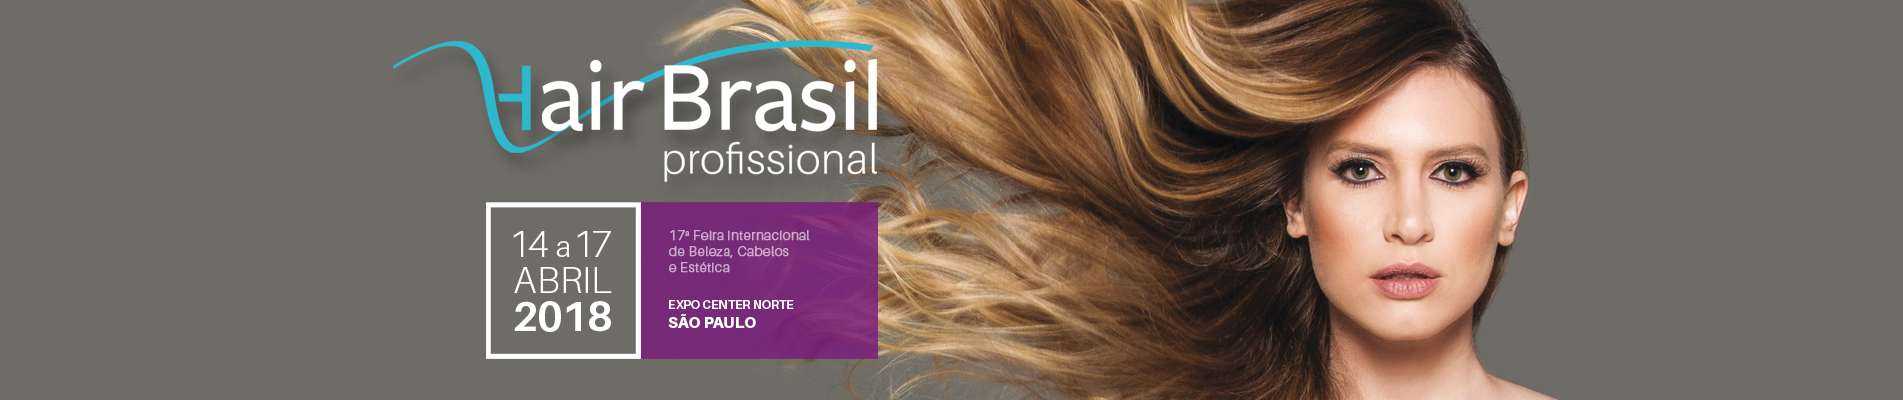 Hair Brasil
profissional
14 a 17
ABRIL
2018
17ª Feira Internacional
de Beleza, Cabelos
e Estética
EXPO CENTER NORTE
SÃO PAULO